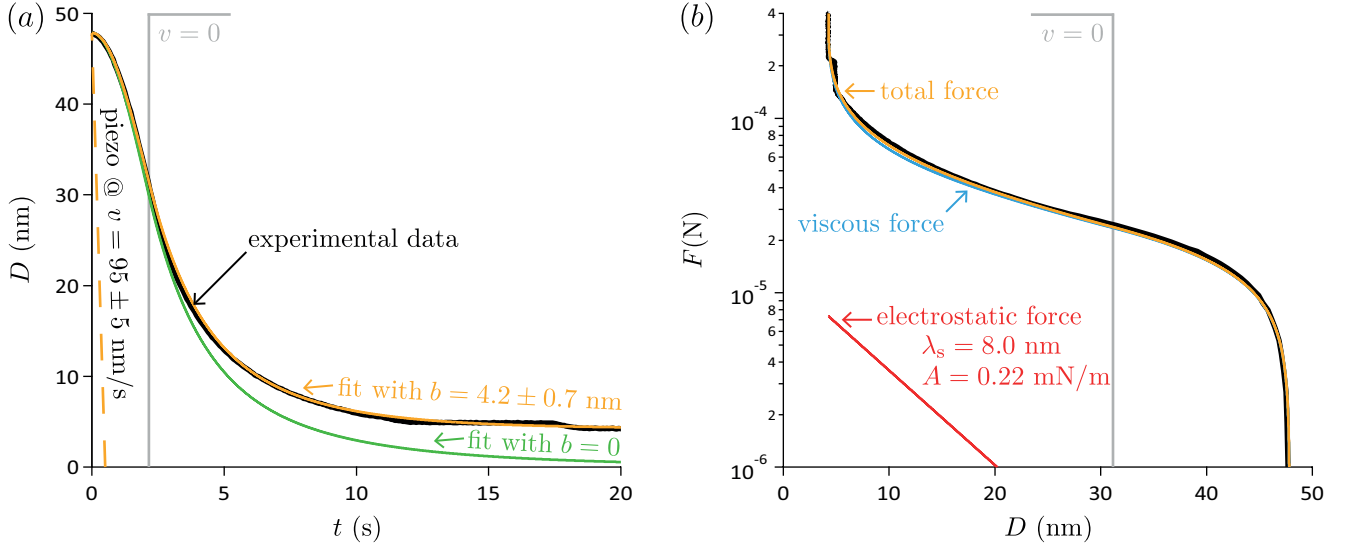 (a)
50
40
30
20
10
0
D (nm)
v = 0
piezo @ v = 95 ± 5 nm/s
experimental data
fit with b = 4.2 ± 0.7 nm
fit with b = 0
0 5 10 15 20
t (s)
(b)
4
2
10⁻⁴
8
6
4
2
10⁻⁵
8
6
4
2
10⁻⁶
F(N)
v = 0
total force
viscous force
electrostatic force
λs = 8.0 nm
A = 0.22 mN/m
0 10 20 30 40 50
D (nm)